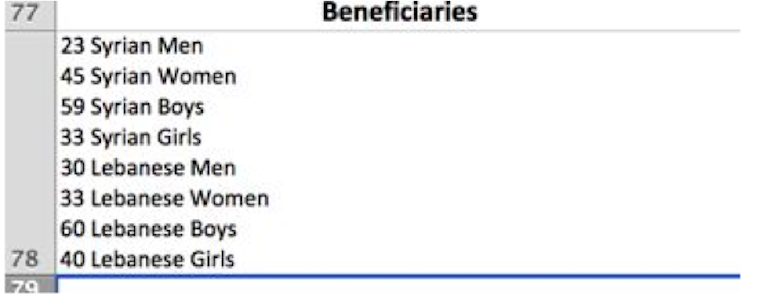 77 Beneficiaries
23 Syrian Men
45 Syrian Women
59 Syrian Boys
33 Syrian Girls
30 Lebanese Men
33 Lebanese Women
60 Lebanese Boys
78 40 Lebanese Girls
79